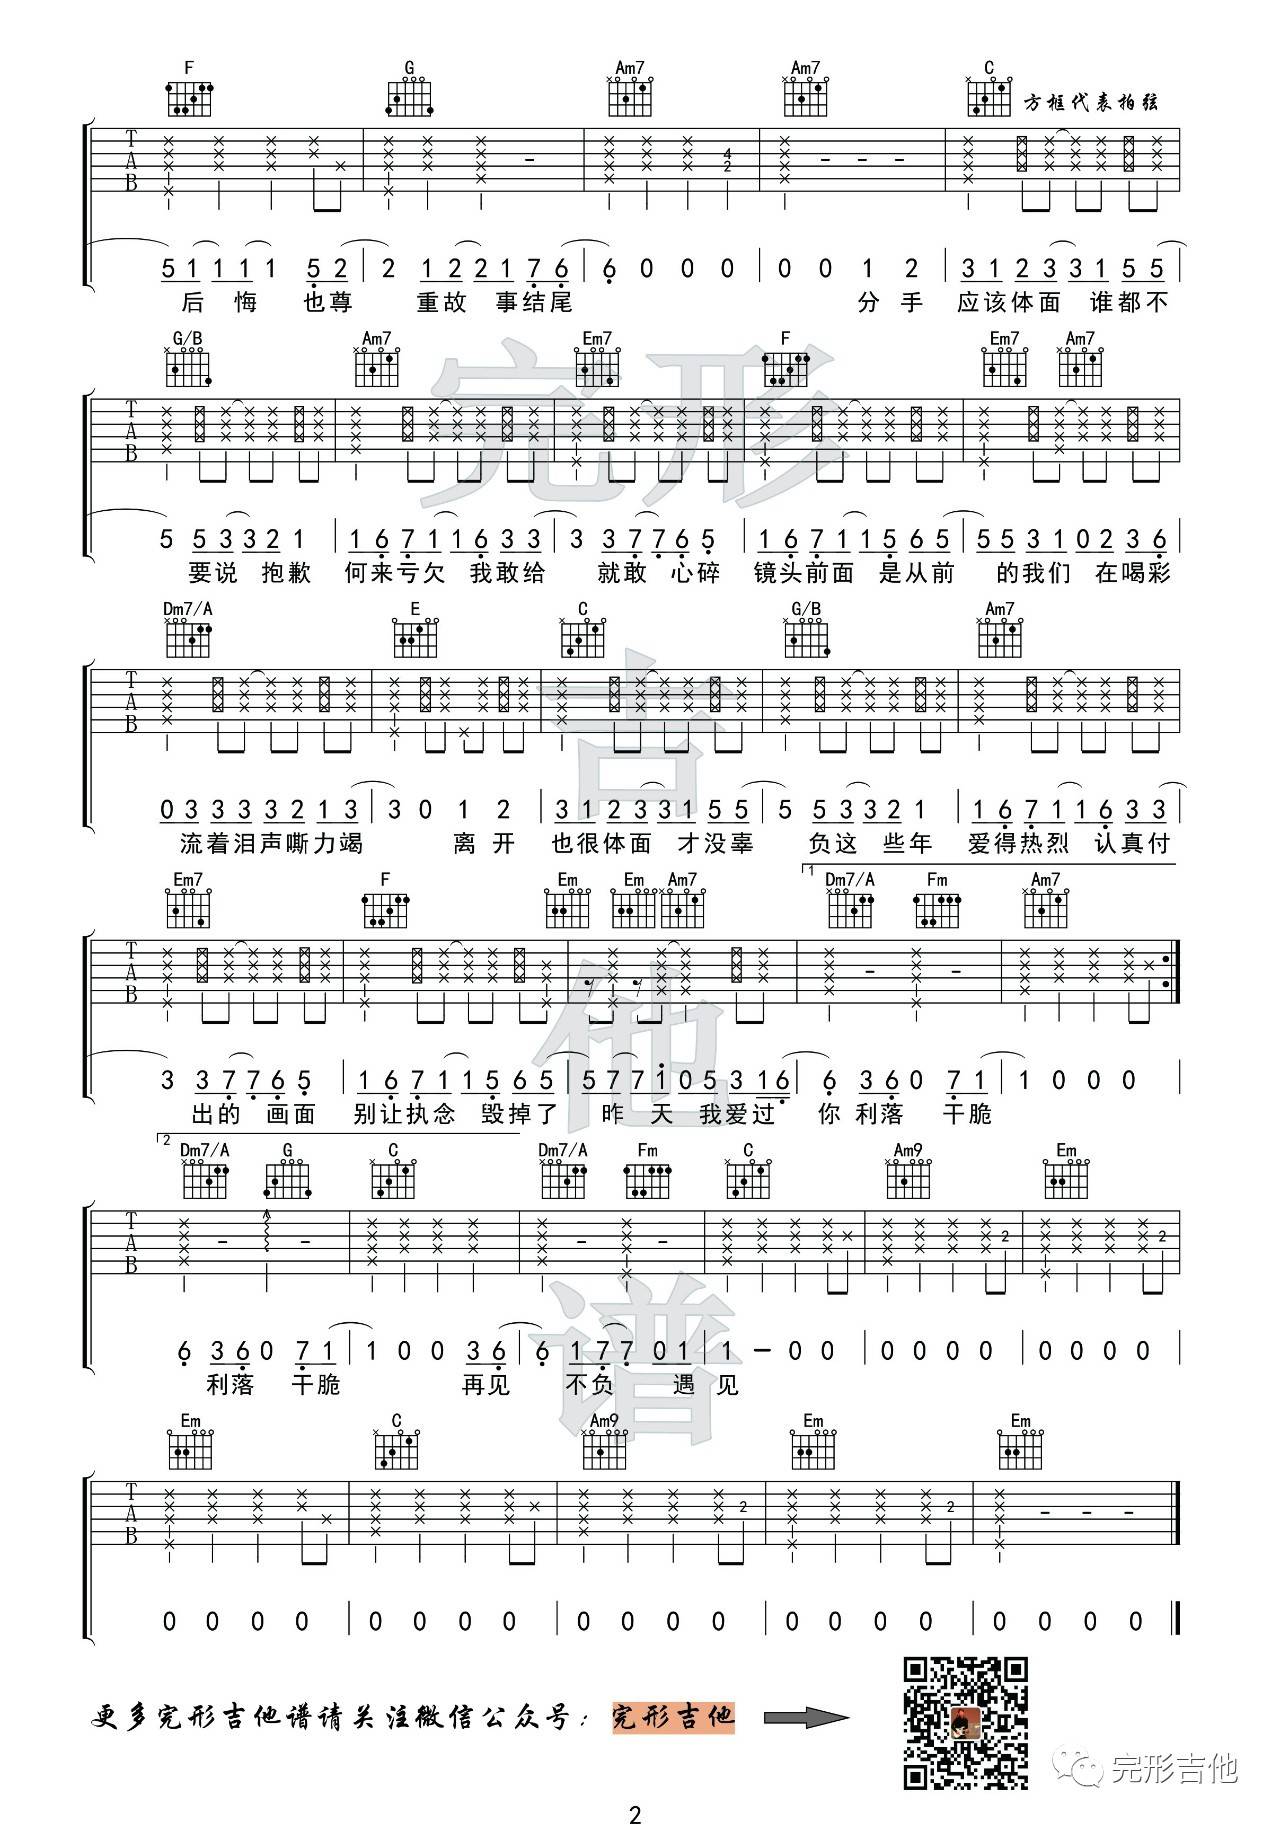 F G Am7 Am7 C 方框代表拍弦
T A B
4 2
5 1 1 1 1 5 2 2 1 2 2 1 7 6 6 0 0 0 0 0 1 2 3 1 2 3 3 1 5 5
后 悔 也尊 重故 事结尾 分 手 应该体面 谁都不
G/B Am7 Em7 F Em7 Am7
T A B
5 5 3 3 2 1 1 6 7 1 1 6 3 3 3 3 7 7 6 5 1 6 7 1 1 5 6 5 5 5 3 1 0 2 3 6
要说 抱歉 何来亏欠 我敢给 就敢 心碎 镜头前面 是从前 的我们 在喝彩
Dm7/A E C G/B Am7
T A B
0 3 3 3 3 2 1 3 3 0 1 2 3 1 2 3 3 1 5 5 5 5 3 3 2 1 1 6 7 1 1 6 3 3
流着泪声嘶力竭 离开 也很体面 才没辜 负这 些年 爱得热烈 认真付
1
Em7 F Em Em Am7 Dm7/A Fm Am7
T A B
3 3 7 7 6 5 1 6 7 1 1 5 6 5 5 7 7 1 0 5 3 1 6 6 3 6 0 7 1 1 0 0 0
出的 画面 别让执念 毁掉了 昨 天 我爱过 你 利落 干脆
2
Dm7/A G C Dm7/A Fm C Am9 Em
T A B
2 2
6 3 6 0 7 1 1 0 0 3 6 6 1 7 7 0 1 1 – 0 0 0 0 0 0 0 0 0 0
利落 干脆 再见 不负 遇见
Em C Am9 Em Em
T A B
2 2
0 0 0 0 0 0 0 0 0 0 0 0 0 0 0 0 0 0 0 0
更多完形吉他谱请关注微信公众号：完形吉他
完形吉他
2
完形吉他谱